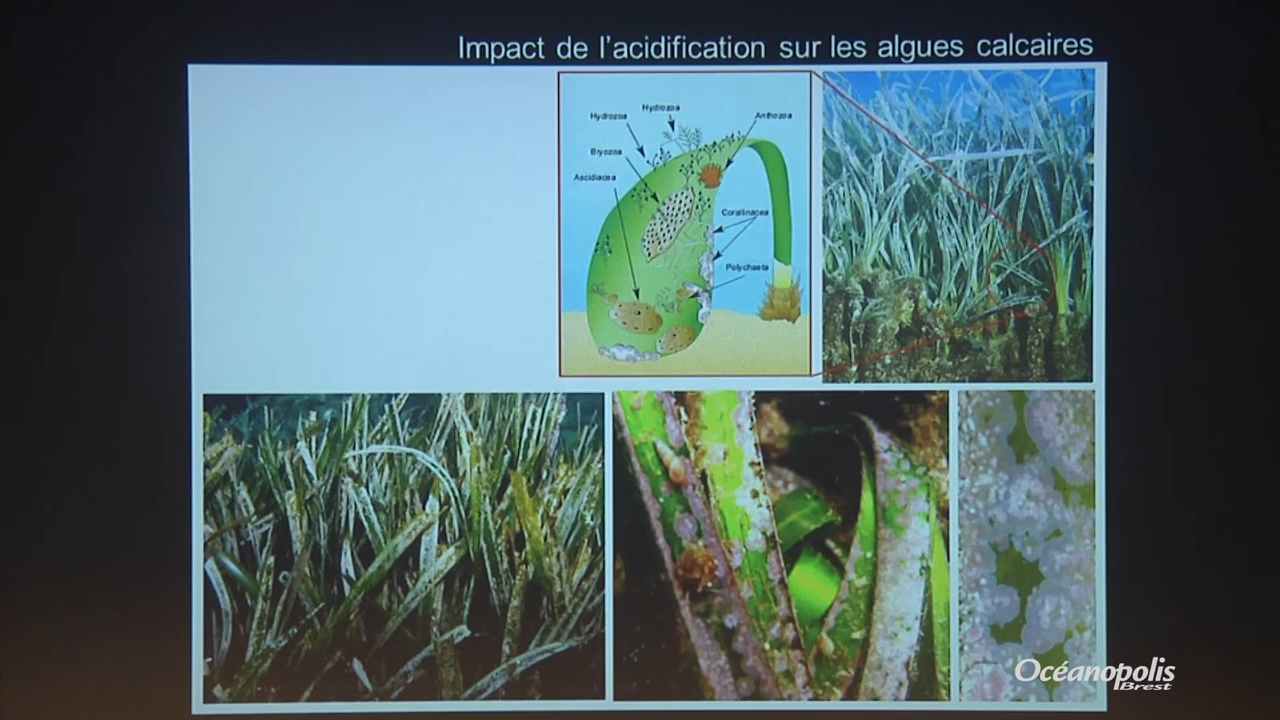 Impact de l'acidification sur les algues calcaires
Hydrozoa
Hydrozoa
Anthozoa
Bryozoa
Ascidiacea
Corallinacea
Polychaeta
Océanopolis
Brest